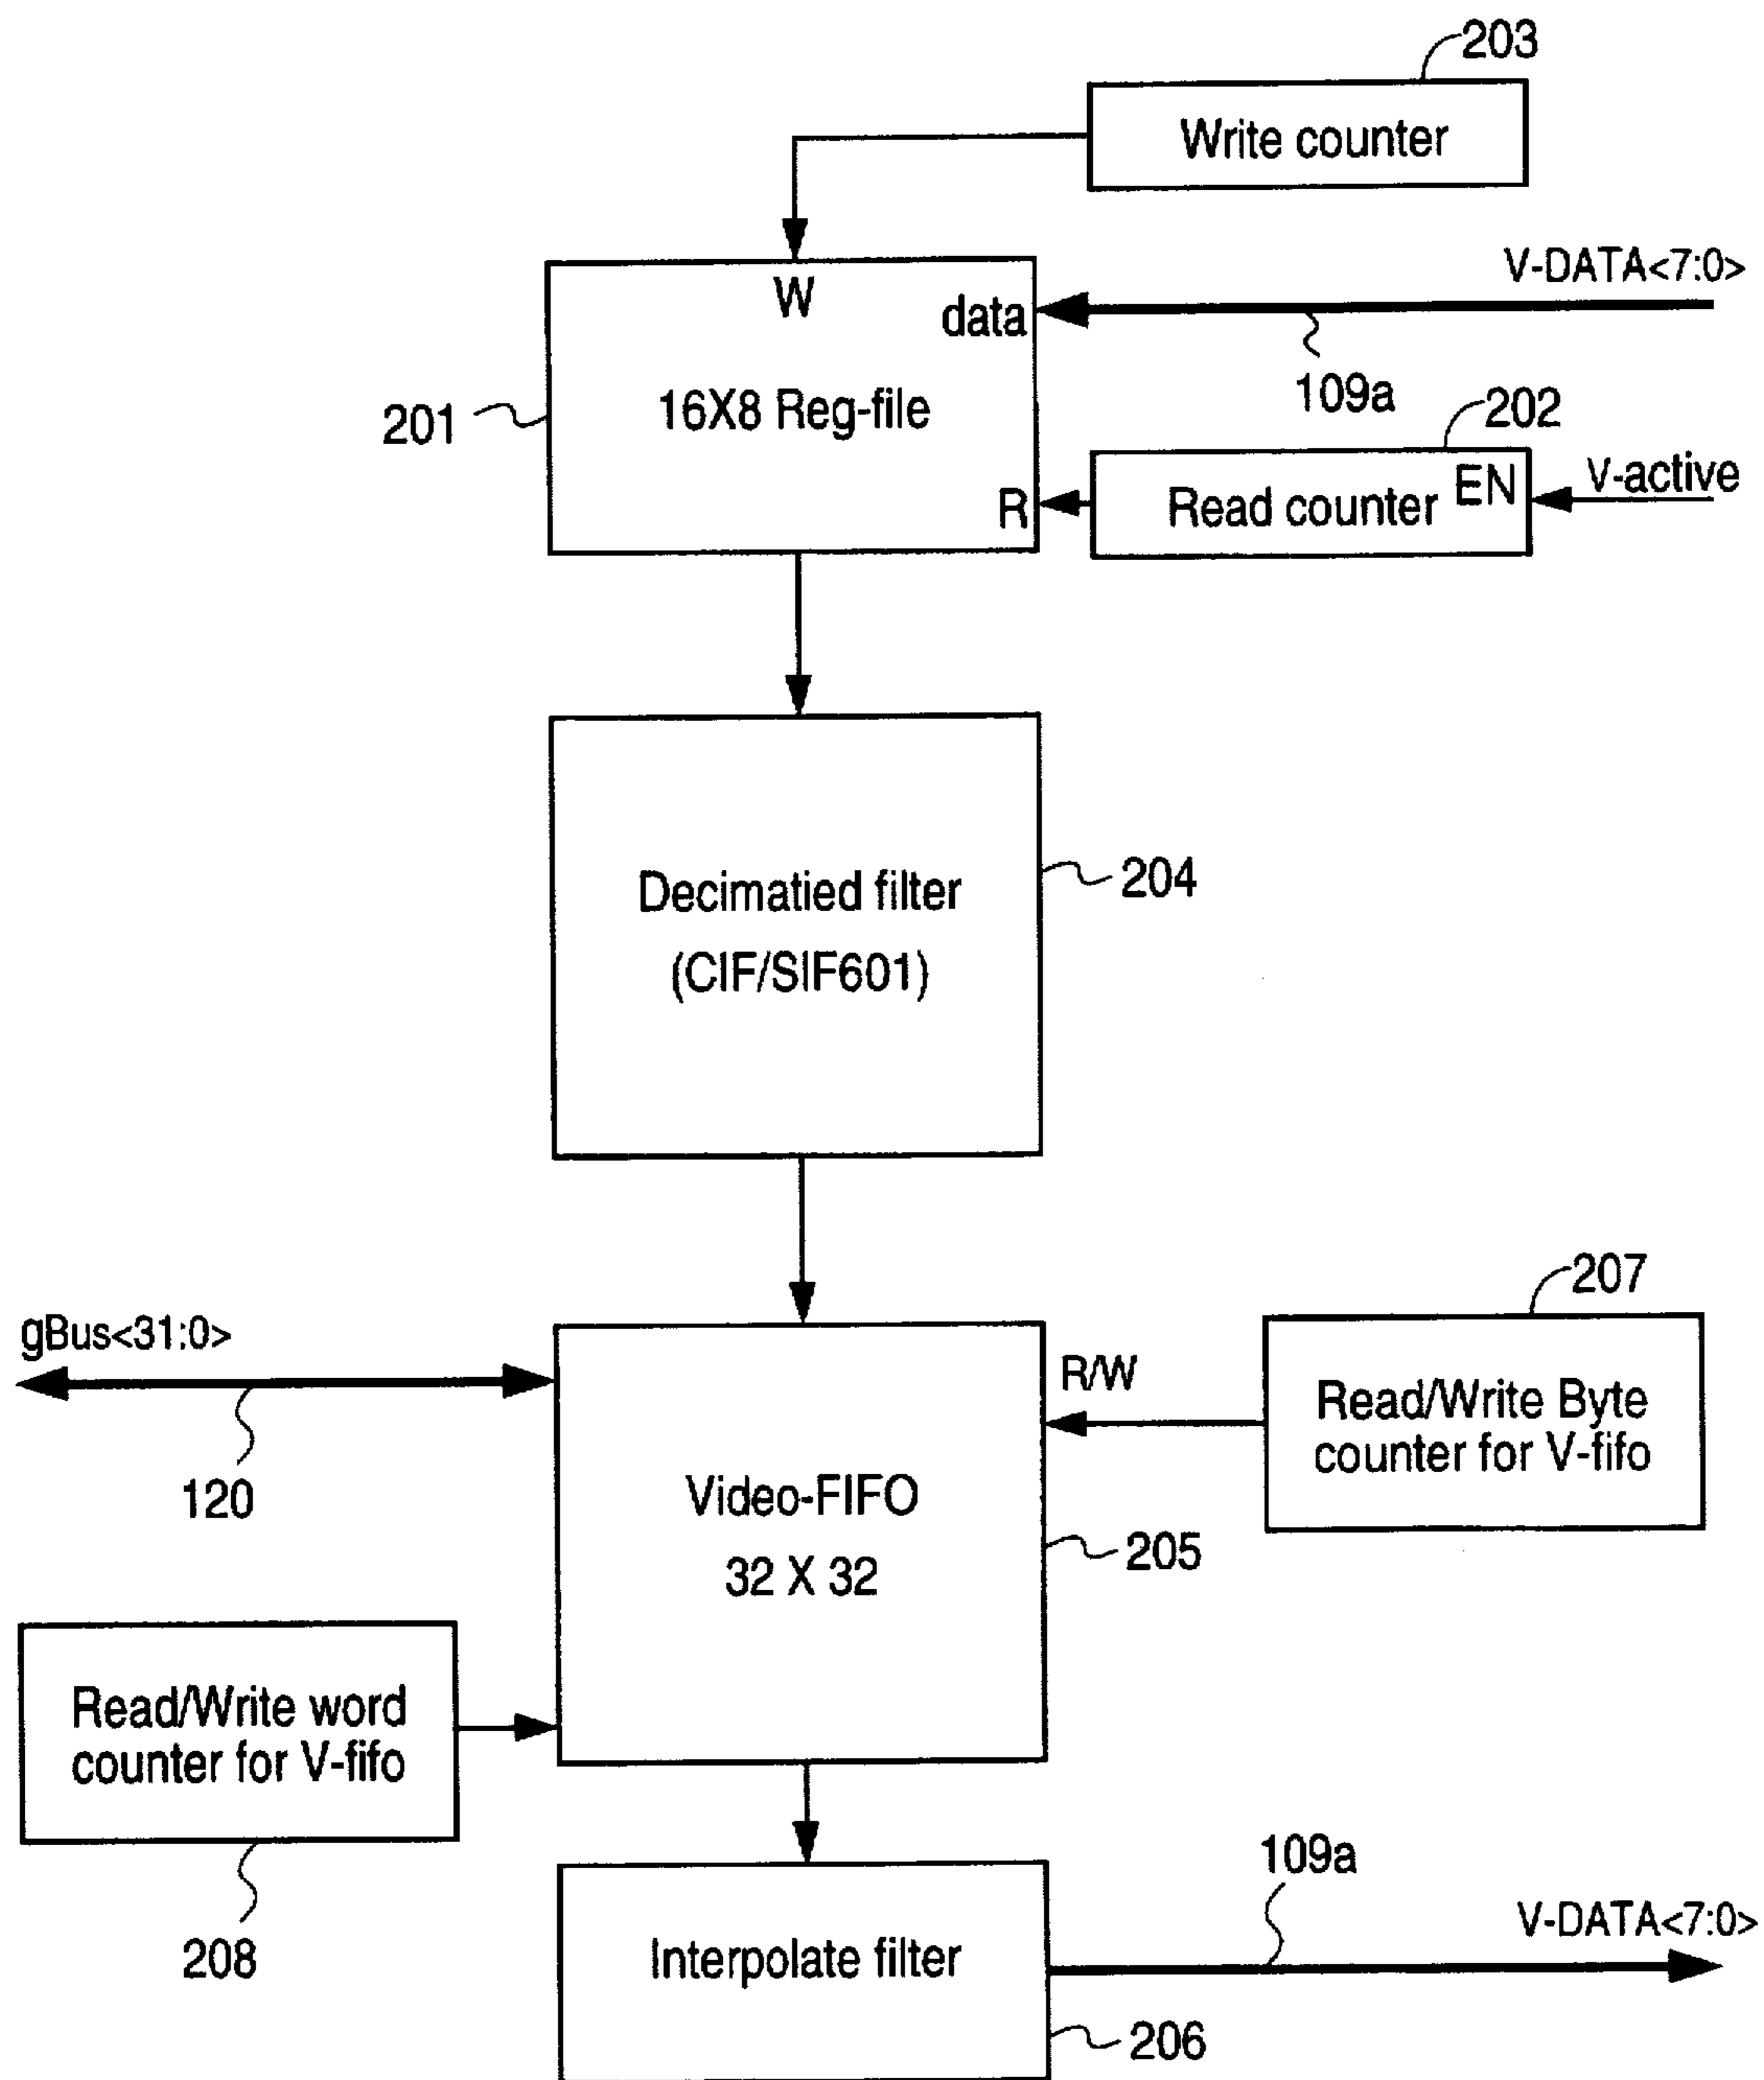 203
Write counter
V-DATA<7:0>
W
data
109a
201
16X8 Reg-file
202
R
Read counter
EN
V-active
Decimatied filter
(CIF/SIF601)
204
207
gBus<31:0>
R/W
Read/Write Byte
counter for V-fifo
120
Video-FIFO
32 X 32
205
Read/Write word
counter for V-fifo
208
109a
V-DATA<7:0>
Interpolate filter
206